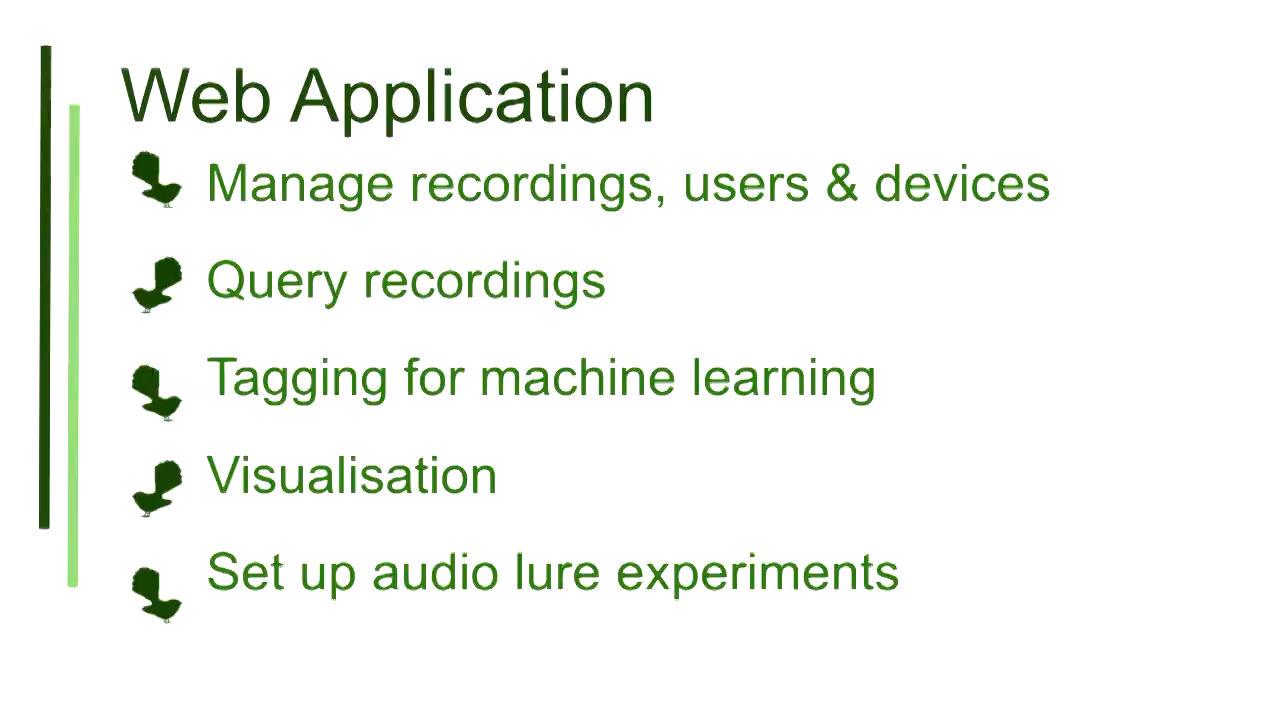 Web Application
Manage recordings, users & devices
Query recordings
Tagging for machine learning
Visualisation
Set up audio lure experiments